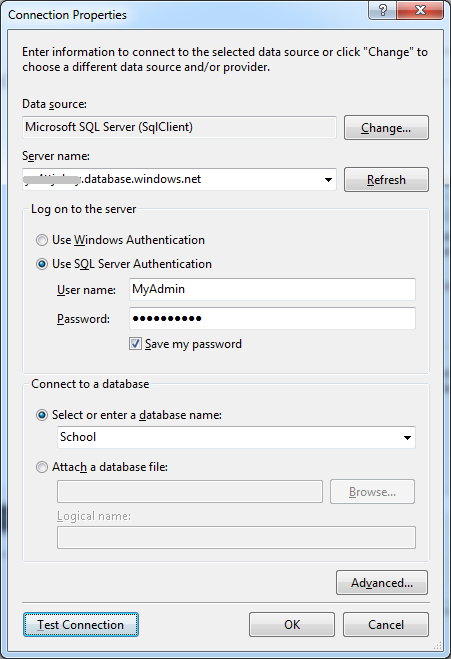 Connection Properties
Enter information to connect to the selected data source or click "Change" to
choose a different data source and/or provider.
Data source:
Microsoft SQL Server (SqlClient)
Change...
Server name:
.database.windows.net
Refresh
Log on to the server
Use Windows Authentication
Use SQL Server Authentication
User name:
MyAdmin
Password:
●●●●●●●●●●
Save my password
Connect to a database
Select or enter a database name:
School
Attach a database file:
Browse...
Logical name:
Advanced...
Test Connection
OK
Cancel